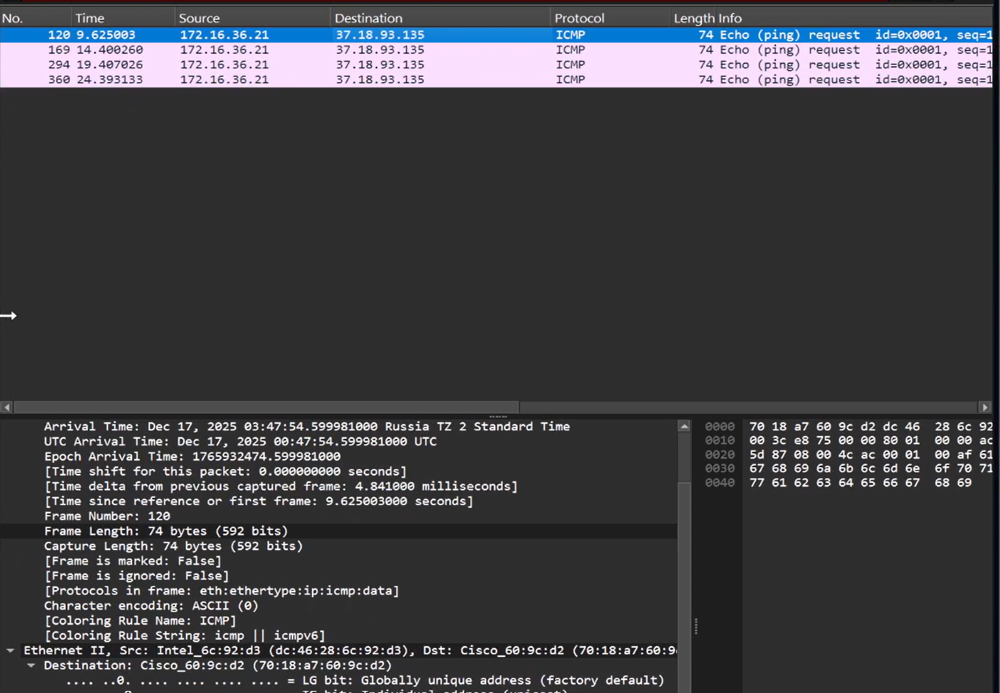 No. Time Source Destination Protocol Length Info
120 9.625003 172.16.36.21 37.18.93.135 ICMP 74 Echo (ping) request id=0x0001, seq=1
169 14.400260 172.16.36.21 37.18.93.135 ICMP 74 Echo (ping) request id=0x0001, seq=1
294 19.407026 172.16.36.21 37.18.93.135 ICMP 74 Echo (ping) request id=0x0001, seq=1
360 24.393133 172.16.36.21 37.18.93.135 ICMP 74 Echo (ping) request id=0x0001, seq=1
Arrival Time: Dec 17, 2025 03:47:54.599981000 Russia TZ 2 Standard Time
UTC Arrival Time: Dec 17, 2025 00:47:54.599981000 UTC
Epoch Arrival Time: 1765932474.599981000
[Time shift for this packet: 0.000000000 seconds]
[Time delta from previous captured frame: 4.841000 milliseconds]
[Time since reference or first frame: 9.625003000 seconds]
Frame Number: 120
Frame Length: 74 bytes (592 bits)
Capture Length: 74 bytes (592 bits)
[Frame is marked: False]
[Frame is ignored: False]
[Protocols in frame: eth:ethertype:ip:icmp:data]
Character encoding: ASCII (0)
[Coloring Rule Name: ICMP]
[Coloring Rule String: icmp || icmpv6]
Ethernet II, Src: Intel_6c:92:d3 (dc:46:28:6c:92:d3), Dst: Cisco_60:9c:d2 (70:18:a7:60:9
Destination: Cisco_60:9c:d2 (70:18:a7:60:9c:d2)
.... ..0. .... .... .... .... = LG bit: Globally unique address (factory default)
0000 70 18 a7 60 9c d2 dc 46 28 6c 92
0010 00 3c e8 75 00 00 80 01 00 00 ac
0020 5d 87 08 00 4c ac 00 01 00 af 61
0030 67 68 69 6a 6b 6c 6d 6e 6f 70 71
0040 77 61 62 63 64 65 66 67 68 69